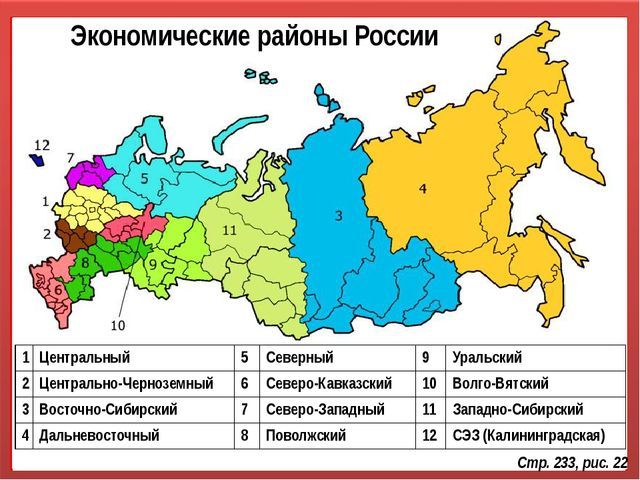 Экономические районы России
12
7
5
1
4
3
2
11
8
9
6
10
1 Центральный 5 Северный 9 Уральский
2 Центрально-Черноземный 6 Северо-Кавказский 10 Волго-Вятский
3 Восточно-Сибирский 7 Северо-Западный 11 Западно-Сибирский
4 Дальневосточный 8 Поволжский 12 СЭЗ (Калининградская)
Стр. 233, рис. 22